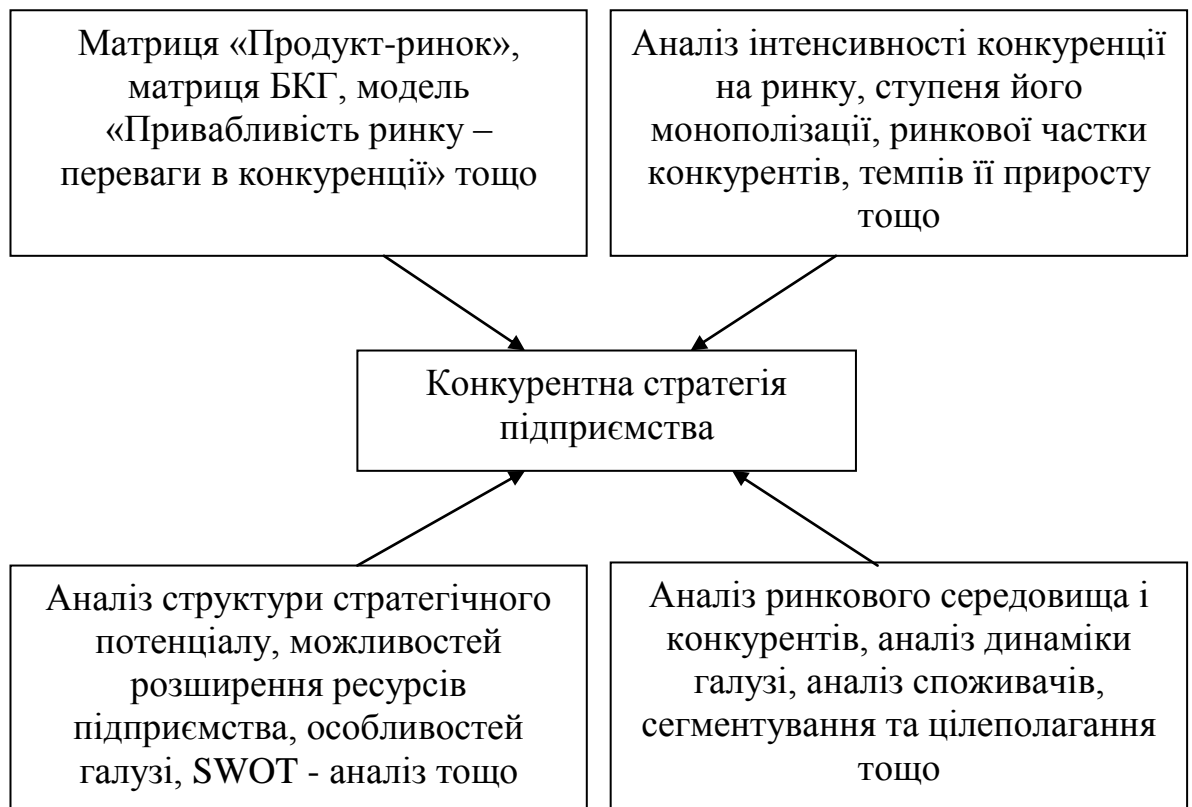 Матриця «Продукт-ринок»,
матриця БКГ, модель
«Привабливість ринку –
переваги в конкуренції» тощо
Аналіз інтенсивності конкуренції
на ринку, ступеня його
монополізації, ринкової частки
конкурентів, темпів її приросту
тощо
Конкурентна стратегія
підприємства
Аналіз структури стратегічного
потенціалу, можливостей
розширення ресурсів
підприємства, особливостей
галузі, SWOT - аналіз тощо
Аналіз ринкового середовища і
конкурентів, аналіз динаміки
галузі, аналіз споживачів,
сегментування та цілеполагання
тощо